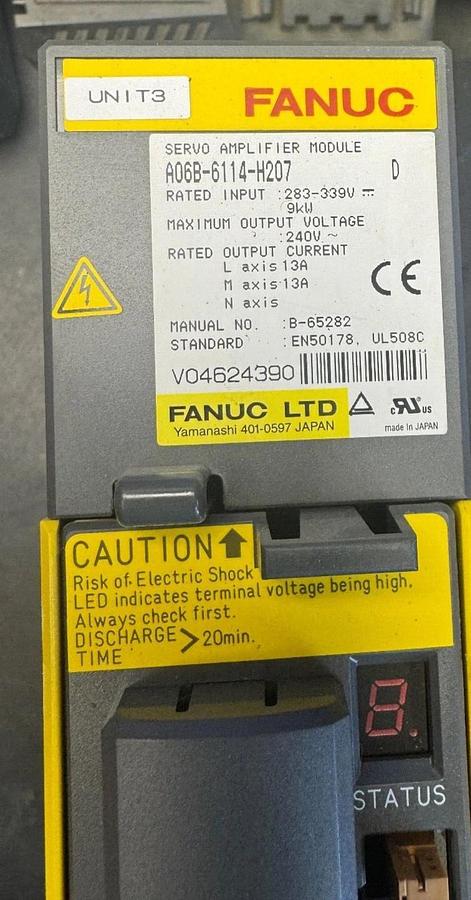 UNIT3
FANUC
SERVO AMPLIFIER MODULE
A06B-6114-H207 D
RATED INPUT :283-339V ⎓
9kW
MAXIMUM OUTPUT VOLTAGE
:240V ~
RATED OUTPUT CURRENT
L axis 13A
M axis 13A
N axis
CE
MANUAL NO. :B-65282
STANDARD :EN50178, UL508C
V04624390
FANUC LTD
Yamanashi 401-0597 JAPAN
c RU us
made in JAPAN
CAUTION
Risk of Electric Shock
LED indicates terminal voltage being high.
Always check first.
DISCHARGE TIME > 20min.
8.
STATUS